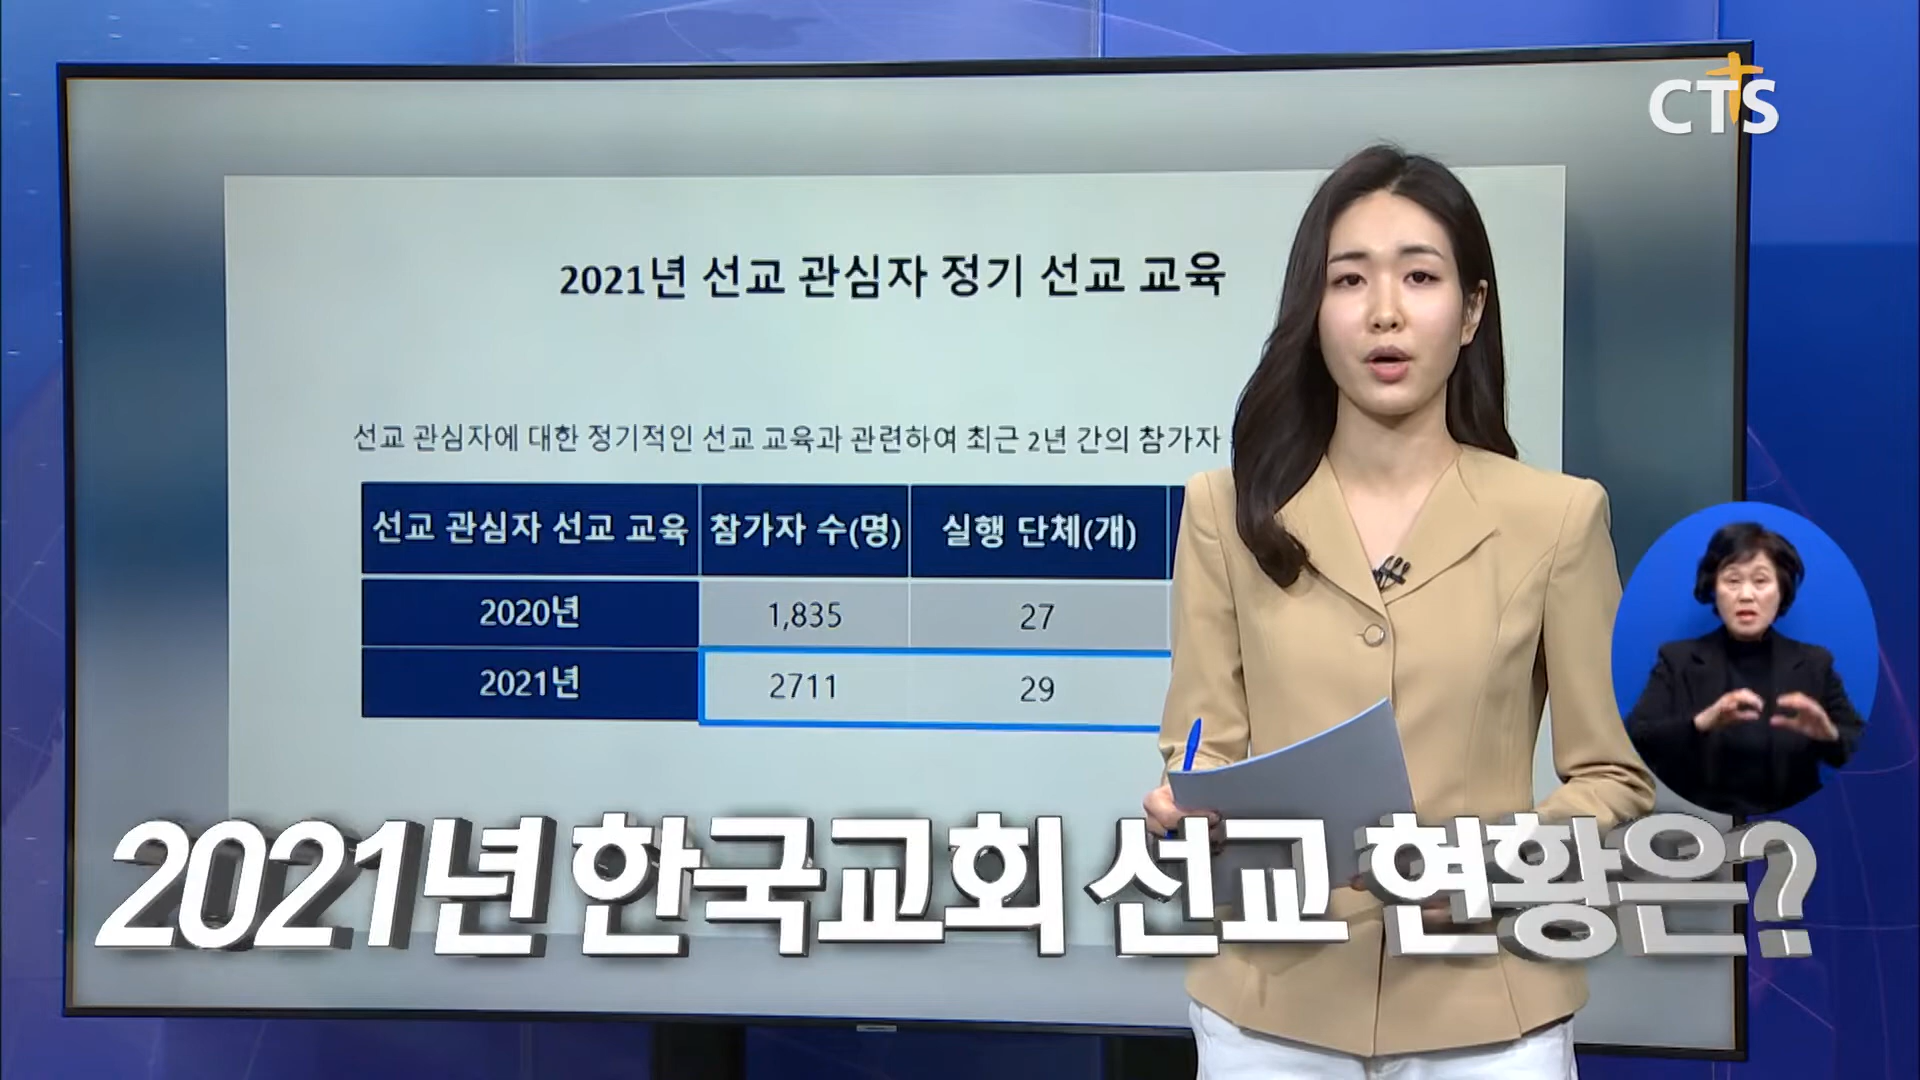 CTS
2021년 선교 관심자 정기 선교 교육
선교 관심자에 대한 정기적인 선교 교육과 관련하여 최근 2년 간의 참가자
선교 관심자 선교 교육 참가자 수(명) 실행 단체(개)
2020년 1,835 27
2021년 2711 29
2021년 한국교회 선교 현황은?